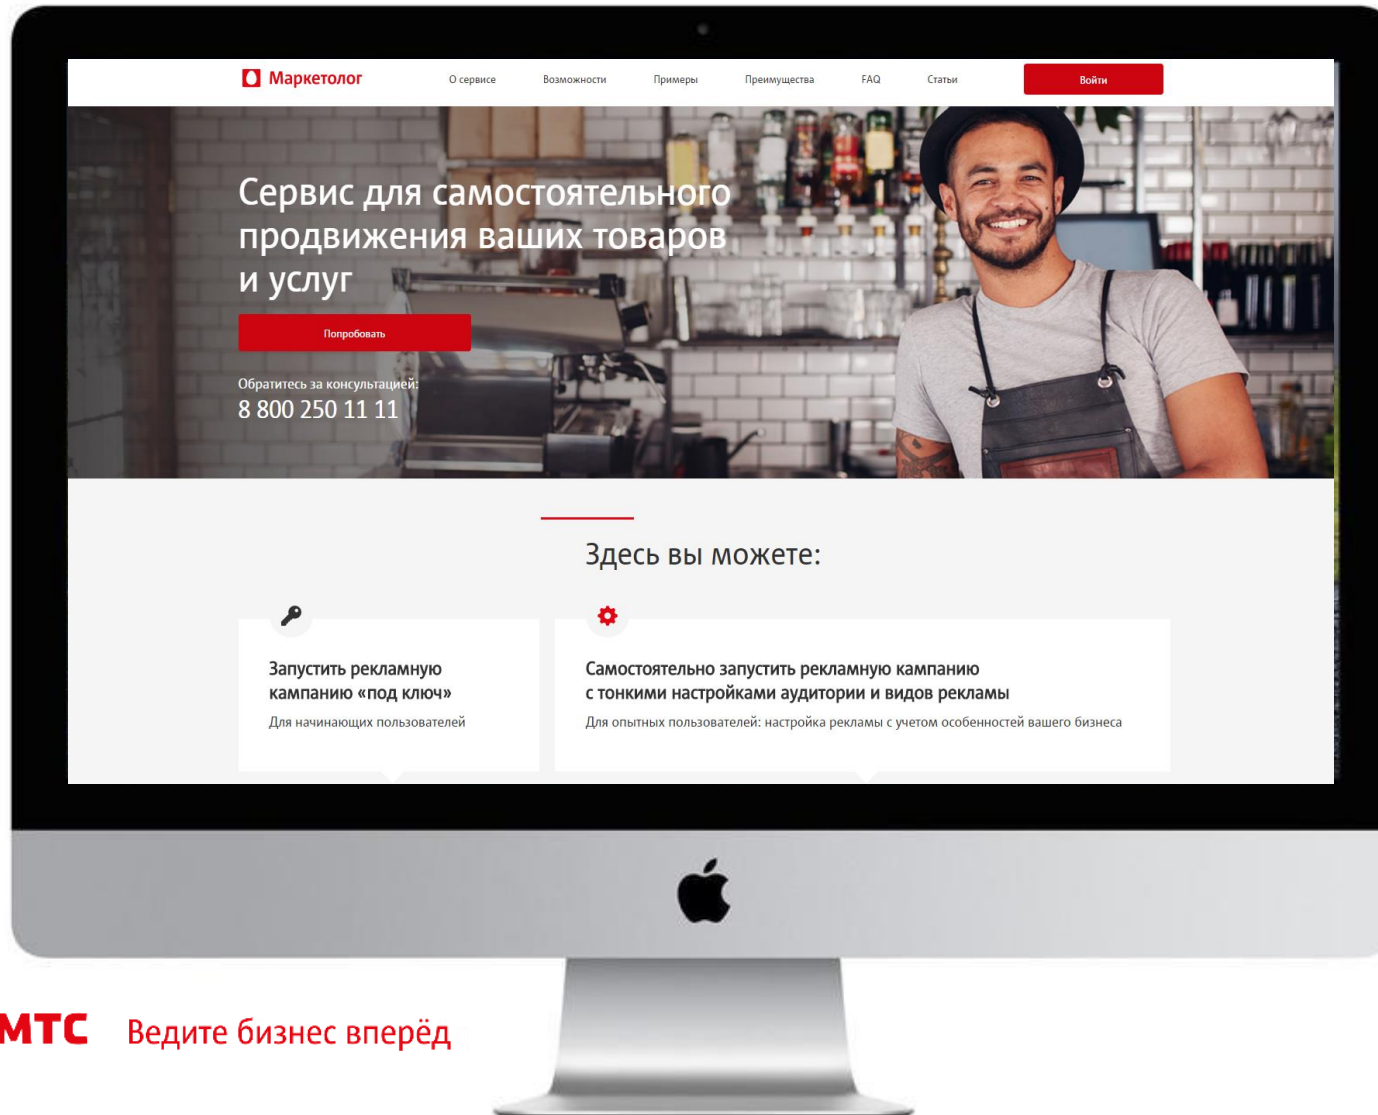 Маркетолог
О сервисе
Возможности
Примеры
Преимущества
FAQ
Статьи
Войти
Сервис для самостоятельного
продвижения ваших товаров
и услуг
Попробовать
Обратитесь за консультацией:
8 800 250 11 11
Здесь вы можете:
Запустить рекламную
кампанию «под ключ»
Для начинающих пользователей
Самостоятельно запустить рекламную кампанию
с тонкими настройками аудитории и видов рекламы
Для опытных пользователей: настройка рекламы с учетом особенностей вашего бизнеса
МТС Ведите бизнес вперёд